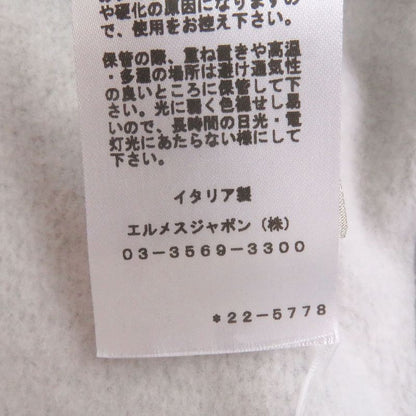 や硬化の原因になりますの
で、使用をお控え下さい。
保管の際、重ね置きや高温
・多湿の場所は避け通気性
の良いところに保管して下
さい。光に弱く色褪せし易
いので、長時間の日光・電
灯光にあたらない様にして
下さい。
イタリア製
エルメスジャポン（株）
03-3569-3300
*22-5778